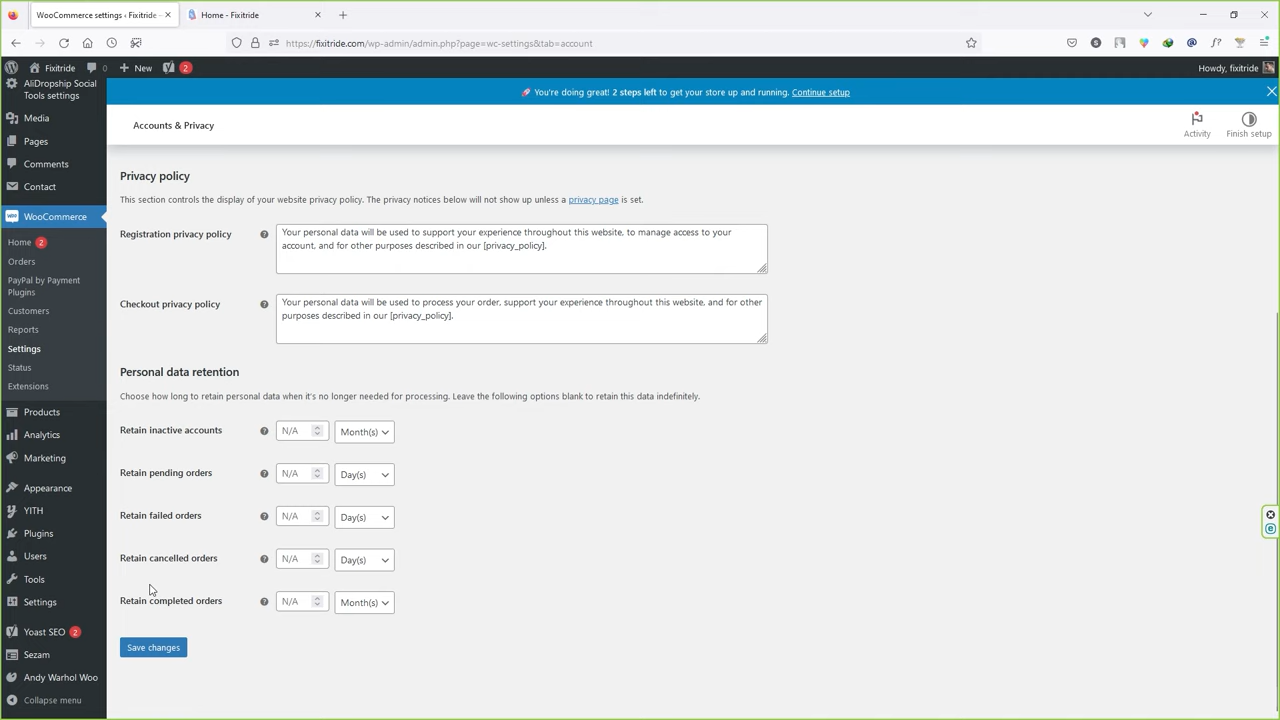 WooCommerce settings ‹ Fixitride -
Home - Fixitride
https://fixitride.com/wp-admin/admin.php?page=wc-settings&tab=account
Fixitride
0
New
2
Howdy, fixitride
AliDropship Social
Tools settings
Media
Pages
Comments
Contact
WooCommerce
Home 2
Orders
PayPal by Payment
Plugins
Customers
Reports
Settings
Status
Extensions
Products
Analytics
Marketing
Appearance
YITH
Plugins
Users
Tools
Settings
Yoast SEO 2
Sezam
Andy Warhol Woo
Collapse menu
🚀 You're doing great! 2 steps left to get your store up and running. Continue setup
Accounts & Privacy
Activity
Finish setup
Privacy policy
This section controls the display of your website privacy policy. The privacy notices below will not show up unless a privacy page is set.
Registration privacy policy
Your personal data will be used to support your experience throughout this website, to manage access to your
account, and for other purposes described in our [privacy_policy].
Checkout privacy policy
Your personal data will be used to process your order, support your experience throughout this website, and for other
purposes described in our [privacy_policy].
Personal data retention
Choose how long to retain personal data when it's no longer needed for processing. Leave the following options blank to retain this data indefinitely.
Retain inactive accounts
N/A
Month(s)
Retain pending orders
N/A
Day(s)
Retain failed orders
N/A
Day(s)
Retain cancelled orders
N/A
Day(s)
Retain completed orders
N/A
Month(s)
Save changes